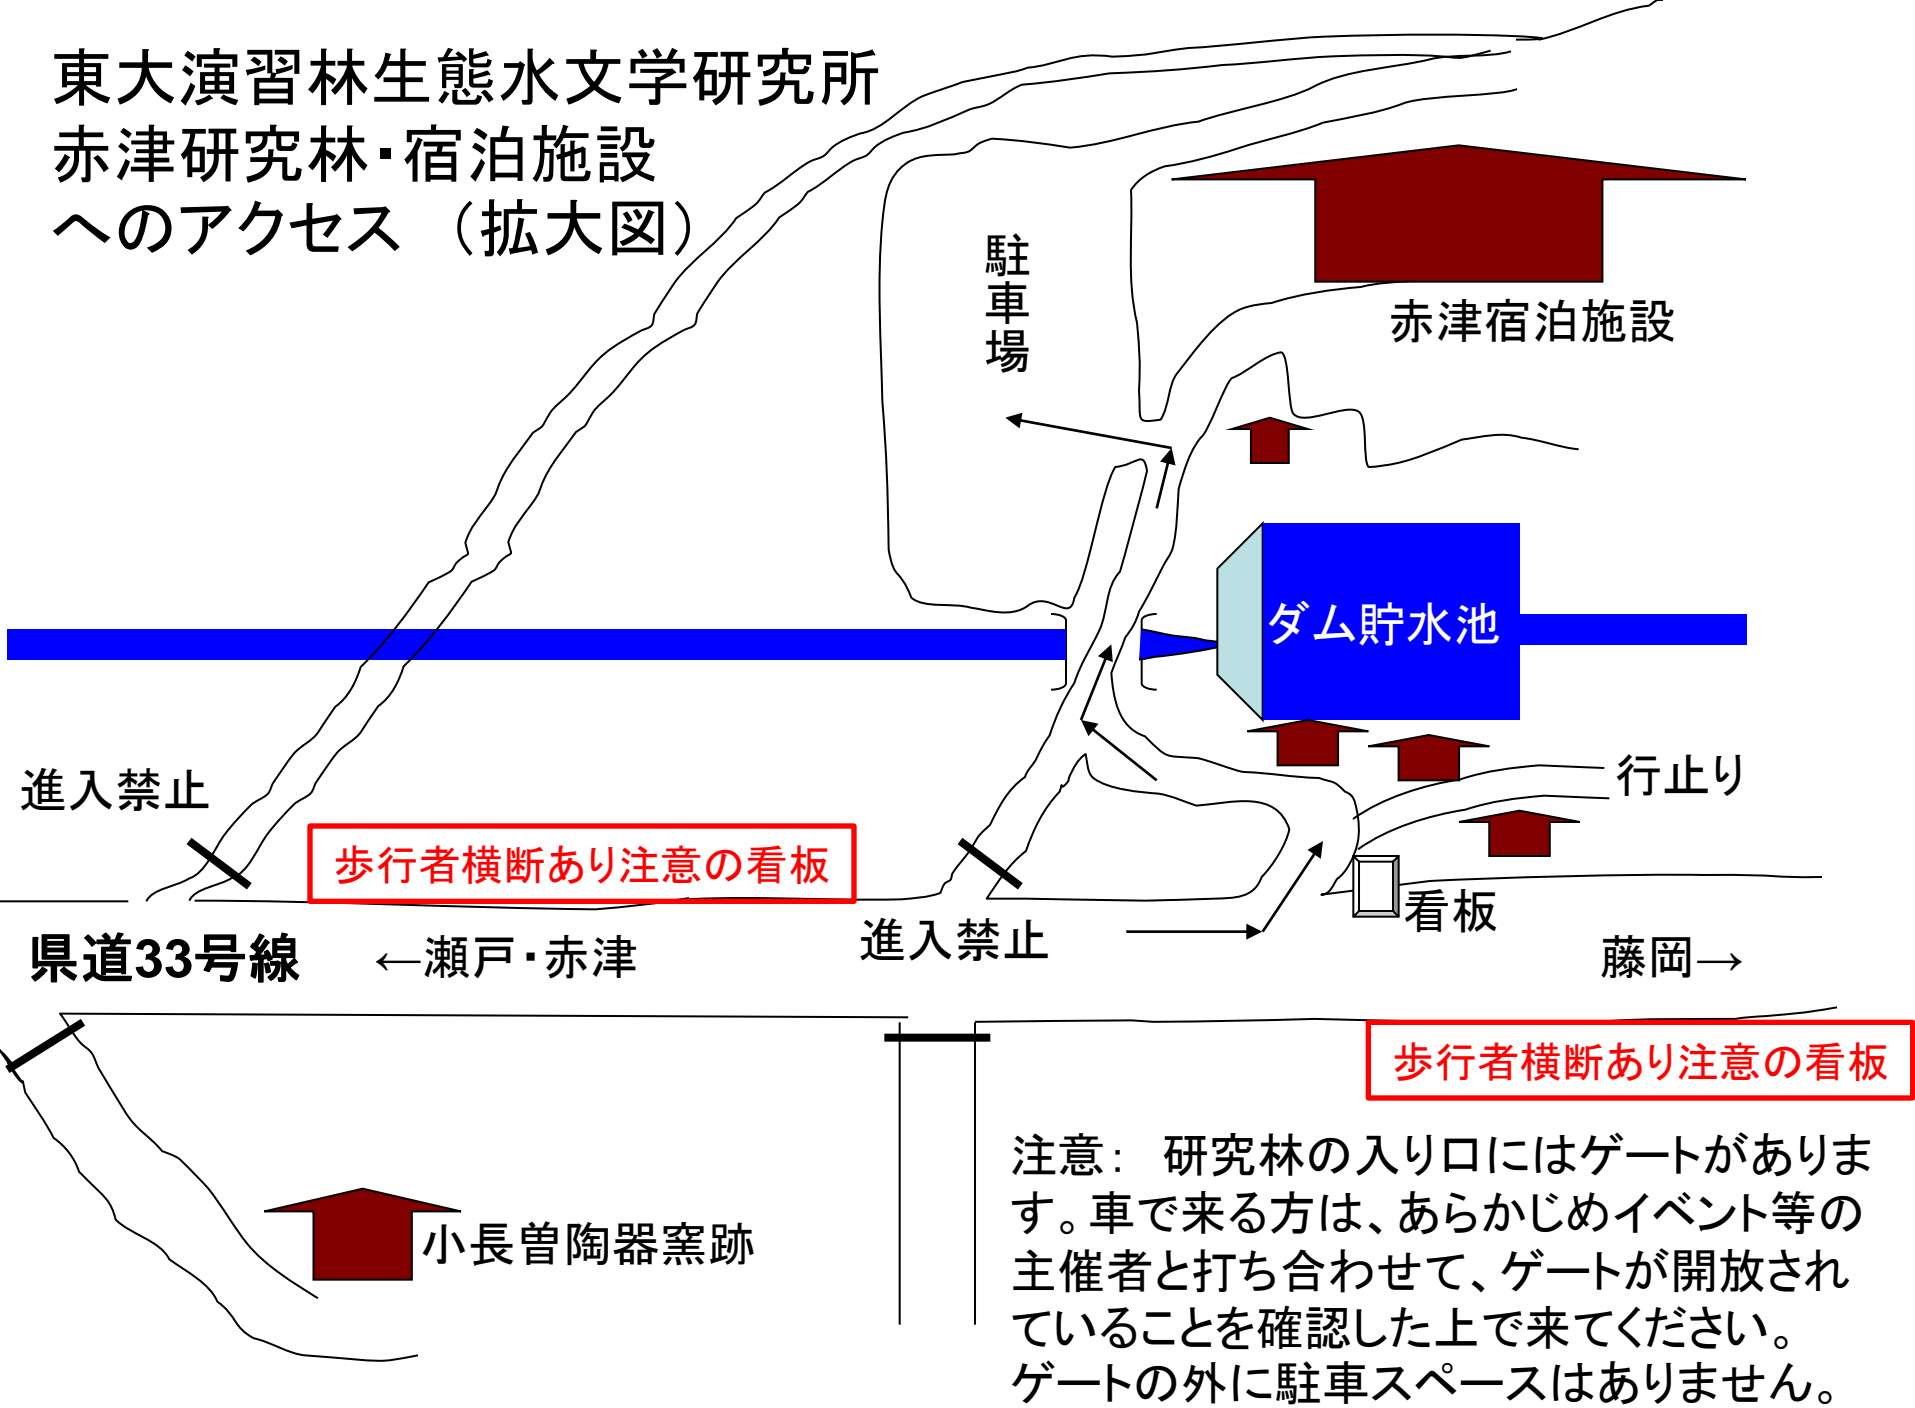 東大演習林生態水文学研究所
赤津研究林・宿泊施設
へのアクセス （拡大図）
駐車場
赤津宿泊施設
ダム貯水池
進入禁止
行止り
歩行者横断あり注意の看板
看板
進入禁止
県道33号線
←瀬戸・赤津
藤岡→
歩行者横断あり注意の看板
小長曽陶器窯跡
注意： 研究林の入り口にはゲートがありま
す。車で来る方は、あらかじめイベント等の
主催者と打ち合わせて、ゲートが開放され
ていることを確認した上で来てください。
ゲートの外に駐車スペースはありません。